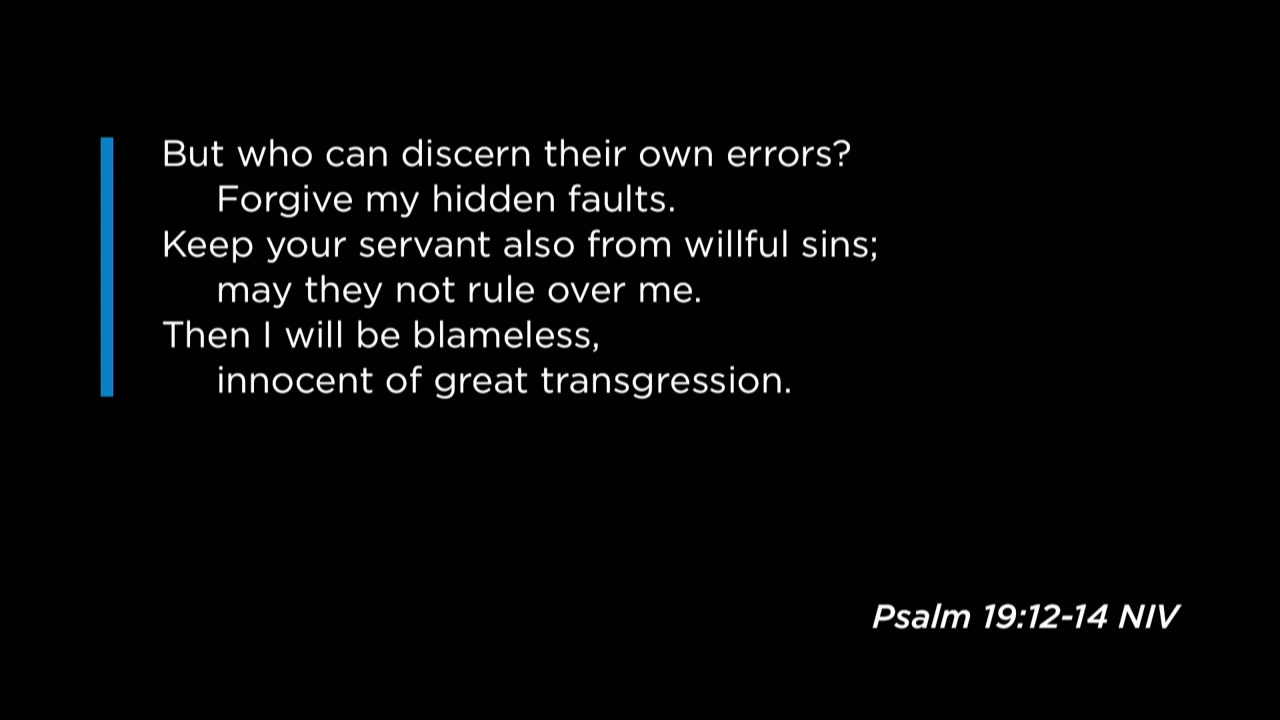 But who can discern their own errors?
Forgive my hidden faults.
Keep your servant also from willful sins;
may they not rule over me.
Then I will be blameless,
innocent of great transgression.
Psalm 19:12-14 NIV